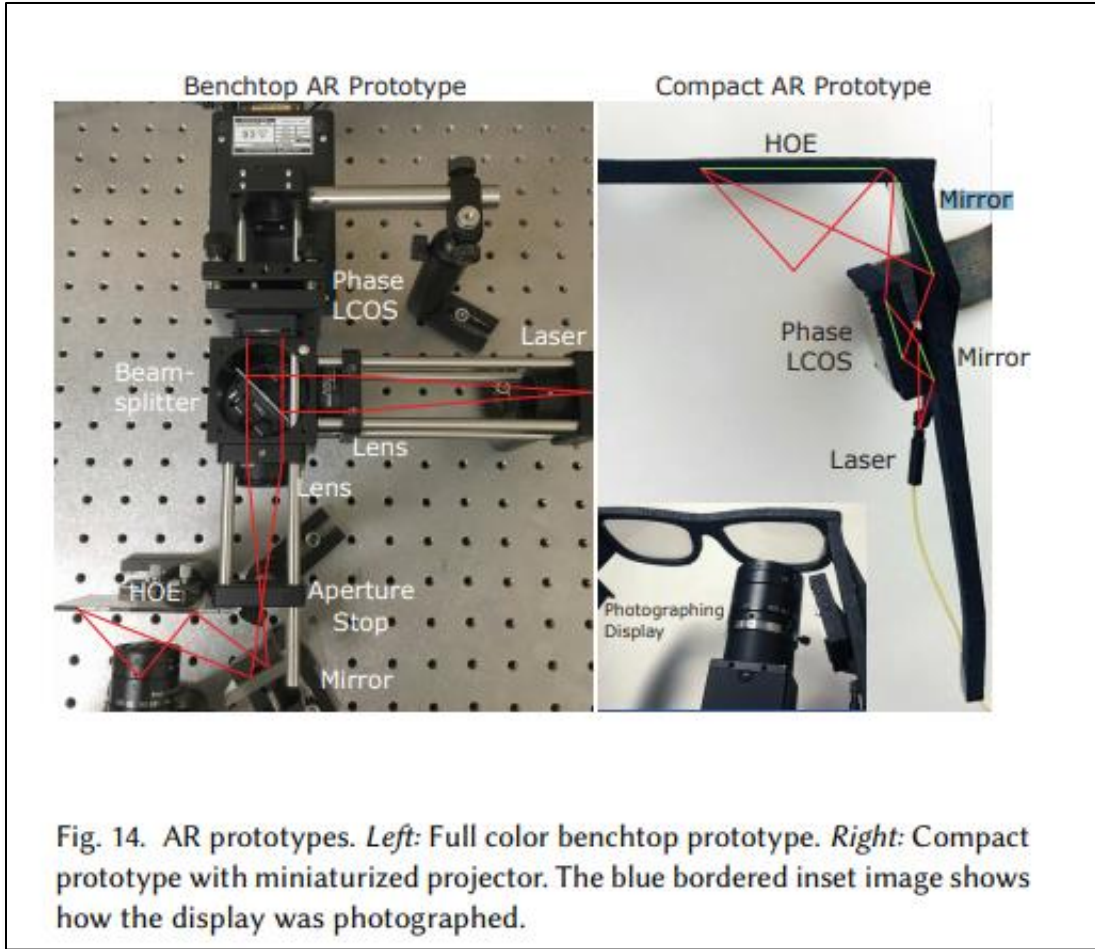 Benchtop AR Prototype
Compact AR Prototype
HOE
Mirror
Phase
LCOS
Laser
Beam-
splitter
Phase
LCOS
Mirror
Lens
Lens
Laser
HOE
Aperture
Stop
Photographing
Display
Mirror
Fig. 14. AR prototypes. Left: Full color benchtop prototype. Right: Compact
prototype with miniaturized projector. The blue bordered inset image shows
how the display was photographed.